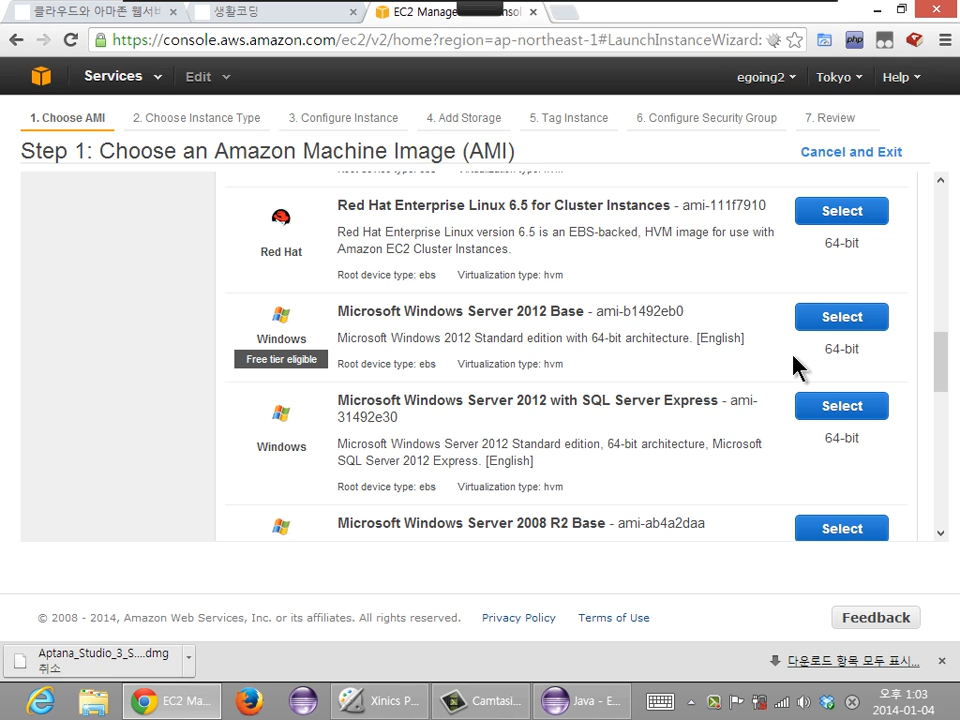 클라우드와 아마존 웹서비
생활코딩
EC2 Manage
nsol
https://console.aws.amazon.com/ec2/v2/home?region=ap-northeast-1#LaunchInstanceWizard:
php
Services
Edit
egoing2
Tokyo
Help
1. Choose AMI
2. Choose Instance Type
3. Configure Instance
4. Add Storage
5. Tag Instance
6. Configure Security Group
7. Review
Step 1: Choose an Amazon Machine Image (AMI)
Cancel and Exit
Red Hat Enterprise Linux 6.5 for Cluster Instances - ami-111f7910
Select
Red Hat
Red Hat Enterprise Linux version 6.5 is an EBS-backed, HVM image for use with
Amazon EC2 Cluster Instances.
64-bit
Root device type: ebs Virtualization type: hvm
Microsoft Windows Server 2012 Base - ami-b1492eb0
Select
Windows
Free tier eligible
Microsoft Windows 2012 Standard edition with 64-bit architecture. [English]
64-bit
Root device type: ebs Virtualization type: hvm
Microsoft Windows Server 2012 with SQL Server Express - ami-
31492e30
Select
Windows
Microsoft Windows Server 2012 Standard edition, 64-bit architecture, Microsoft
SQL Server 2012 Express. [English]
64-bit
Root device type: ebs Virtualization type: hvm
Microsoft Windows Server 2008 R2 Base - ami-ab4a2daa
Select
© 2008 - 2014, Amazon Web Services, Inc. or its affiliates. All rights reserved.
Privacy Policy
Terms of Use
Feedback
Aptana_Studio_3_S....dmg
취소
다운로드 항목 모두 표시...
EC2 Ma...
Xinics P...
Camtasi...
Java - E...
오후 1:03
2014-01-04